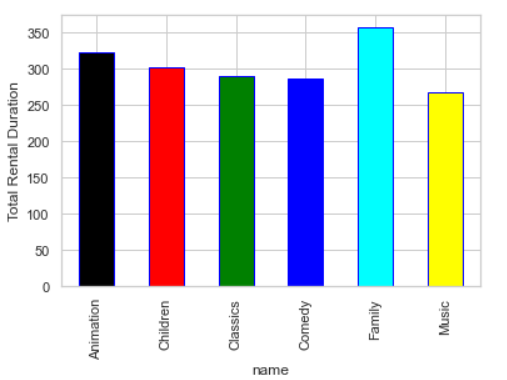 350
300
250
200
150
100
50
0
Total Rental Duration
Animation
Children
Classics
Comedy
Family
Music
name